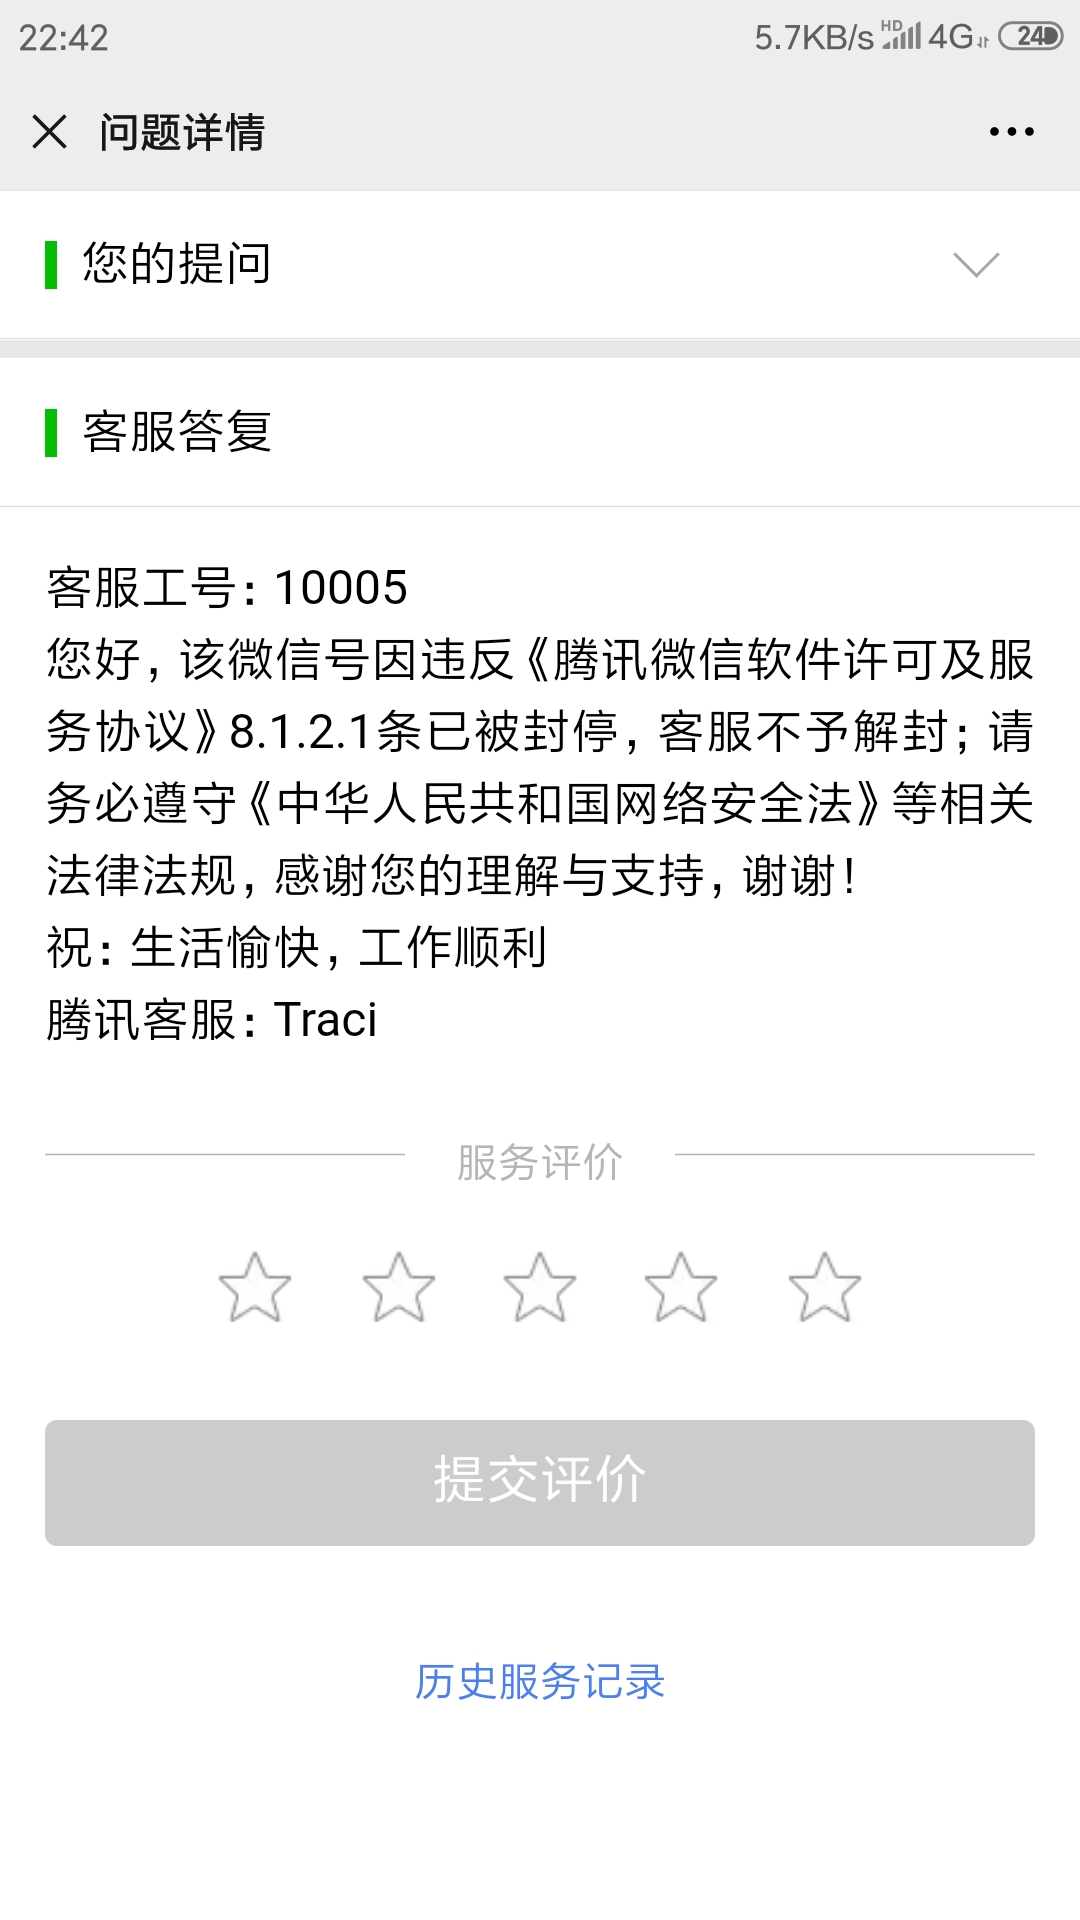 22:42
5.7KB/s HD 4G 24
问题详情
您的提问
客服答复
客服工号：10005
您好，该微信号因违反《腾讯微信软件许可及服
务协议》8.1.2.1条已被封停，客服不予解封；请
务必遵守《中华人民共和国网络安全法》等相关
法律法规，感谢您的理解与支持，谢谢！
祝：生活愉快，工作顺利
腾讯客服：Traci
服务评价
提交评价
历史服务记录